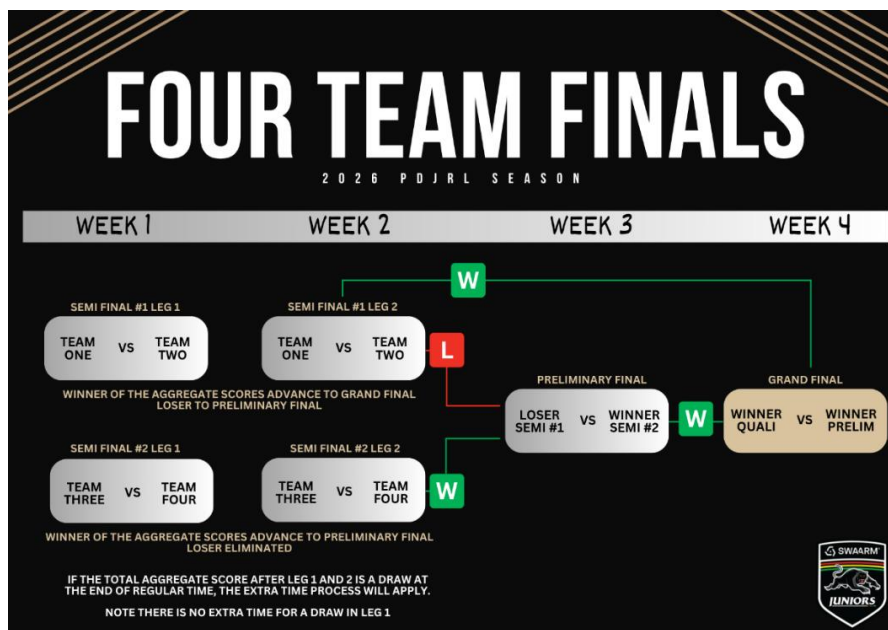 FOUR TEAM FINALS
2026 PDJRL SEASON
WEEK 1
WEEK 2
WEEK 3
WEEK 4
W
SEMI FINAL #1 LEG 1
TEAM ONE VS TEAM TWO
SEMI FINAL #1 LEG 2
TEAM ONE VS TEAM TWO
L
WINNER OF THE AGGREGATE SCORES ADVANCE TO GRAND FINAL
LOSER TO PRELIMINARY FINAL
PRELIMINARY FINAL
LOSER SEMI #1 VS WINNER SEMI #2
W
GRAND FINAL
WINNER QUALI VS WINNER PRELIM
SEMI FINAL #2 LEG 1
TEAM THREE VS TEAM FOUR
SEMI FINAL #2 LEG 2
TEAM THREE VS TEAM FOUR
W
WINNER OF THE AGGREGATE SCORES ADVANCE TO PRELIMINARY FINAL
LOSER ELIMINATED
IF THE TOTAL AGGREGATE SCORE AFTER LEG 1 AND 2 IS A DRAW AT
THE END OF REGULAR TIME, THE EXTRA TIME PROCESS WILL APPLY.
NOTE THERE IS NO EXTRA TIME FOR A DRAW IN LEG 1
SWAARM
JUNIORS